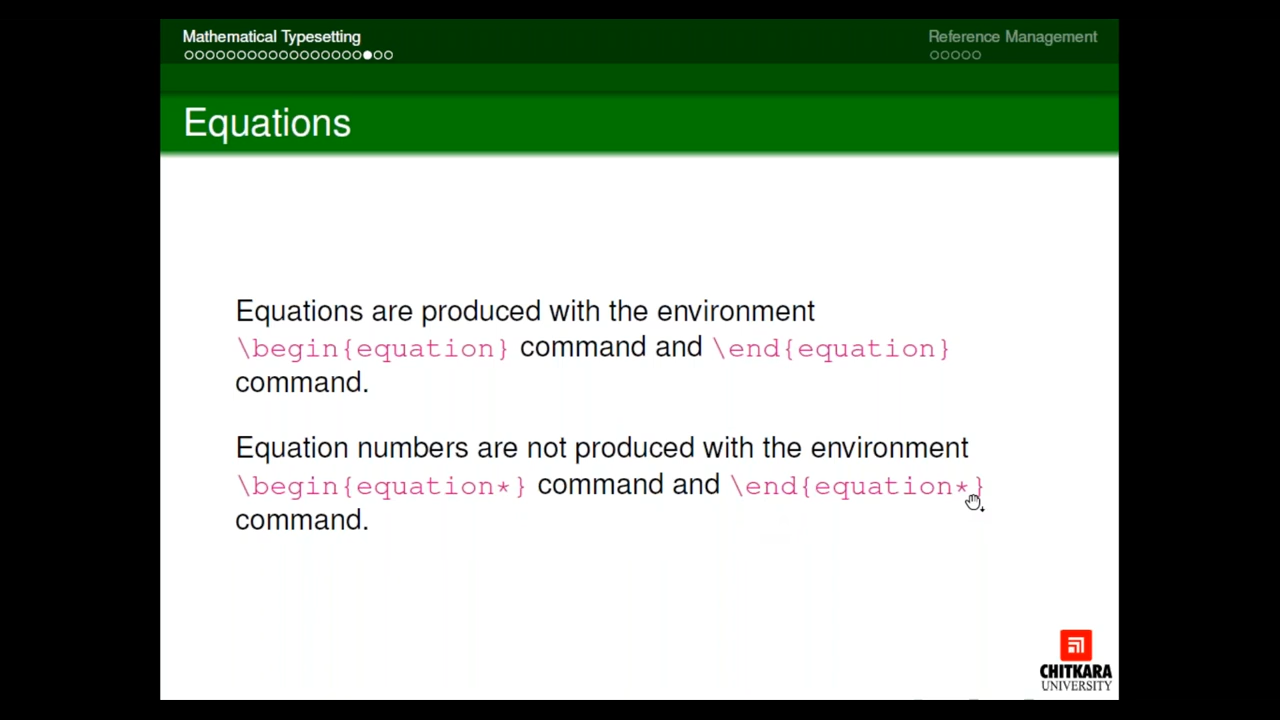 Mathematical Typesetting
Reference Management
Equations
Equations are produced with the environment
\begin{equation} command and \end{equation}
command.
Equation numbers are not produced with the environment
\begin{equation*} command and \end{equation*}
command.
CHITKARA
UNIVERSITY